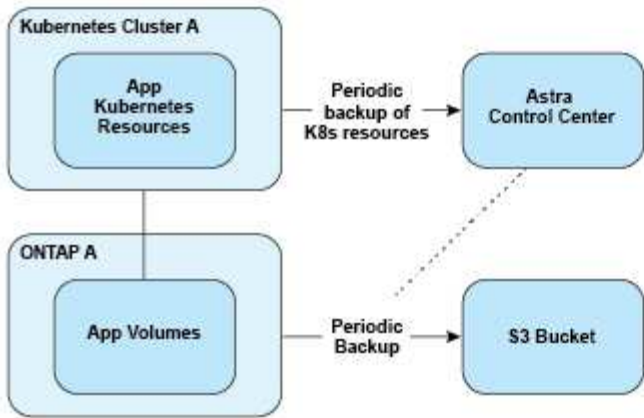 Kubernetes Cluster A
App
Kubernetes
Resources
Periodic
backup of
K8s resources
Astra
Control Center
ONTAP A
App Volumes
Periodic
Backup
S3 Bucket